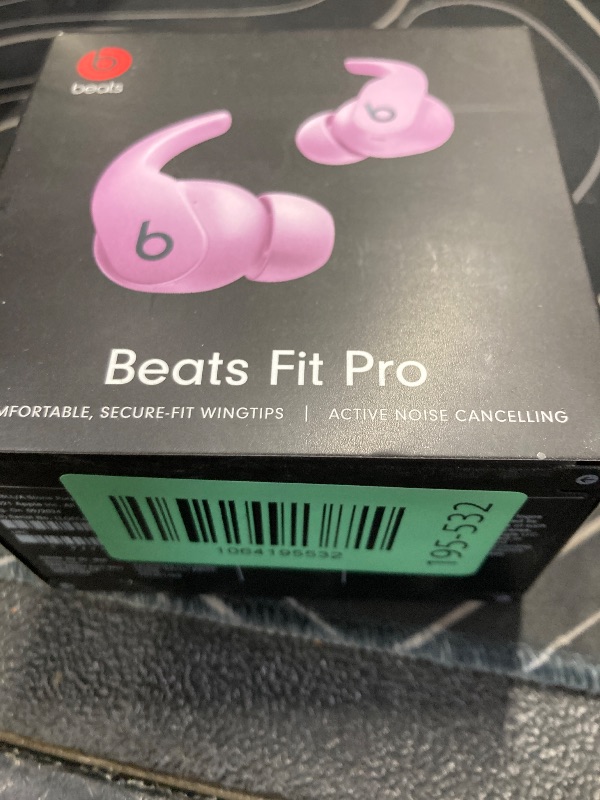 beats
Beats Fit Pro
MFORTABLE, SECURE-FIT WINGTIPS | ACTIVE NOISE CANCELLING
1064195532
195-532